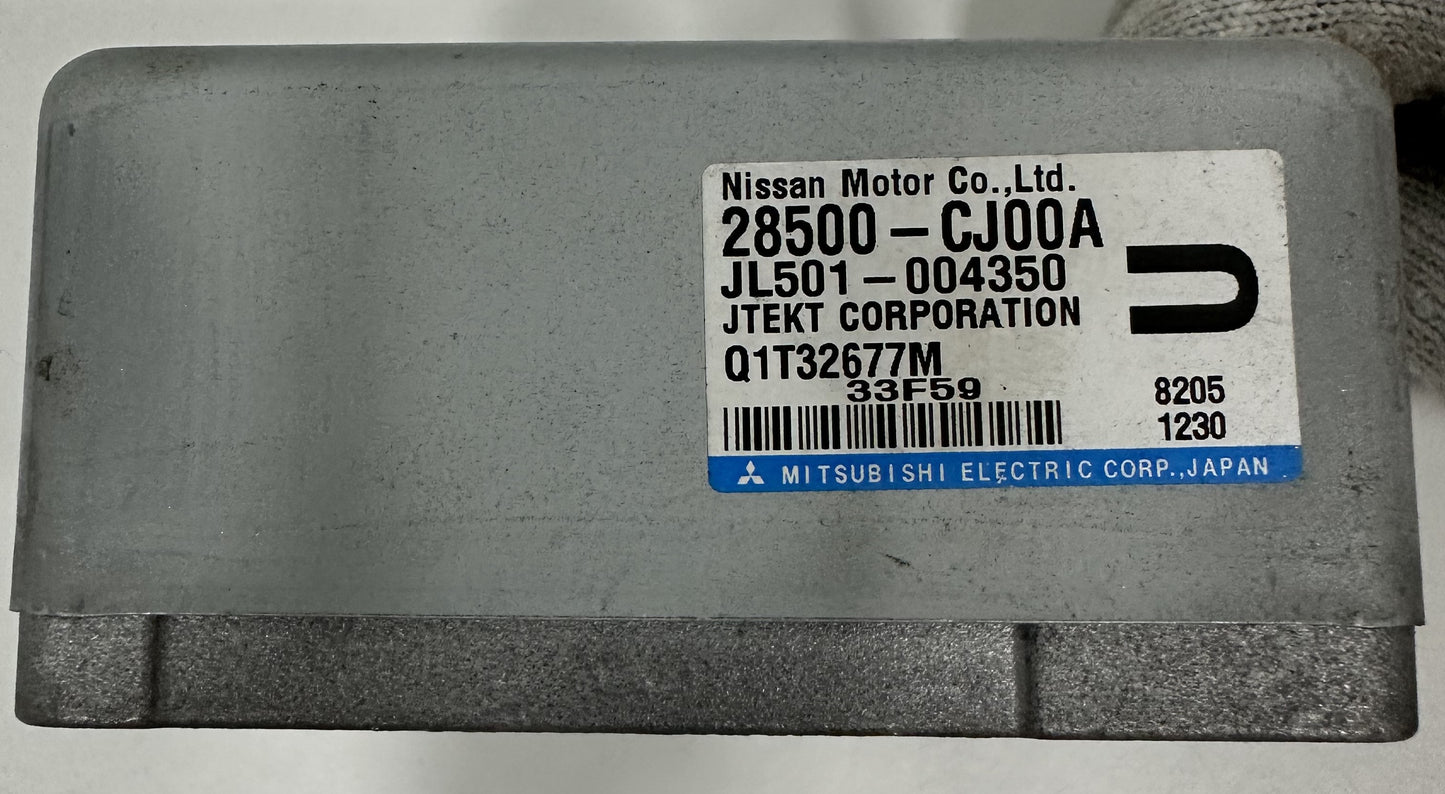 Nissan Motor Co.,Ltd.
28500-CJ00A
JL501-004350
JTEKT CORPORATION
Q1T32677M
33F59
8205
1230
MITSUBISHI ELECTRIC CORP.,JAPAN